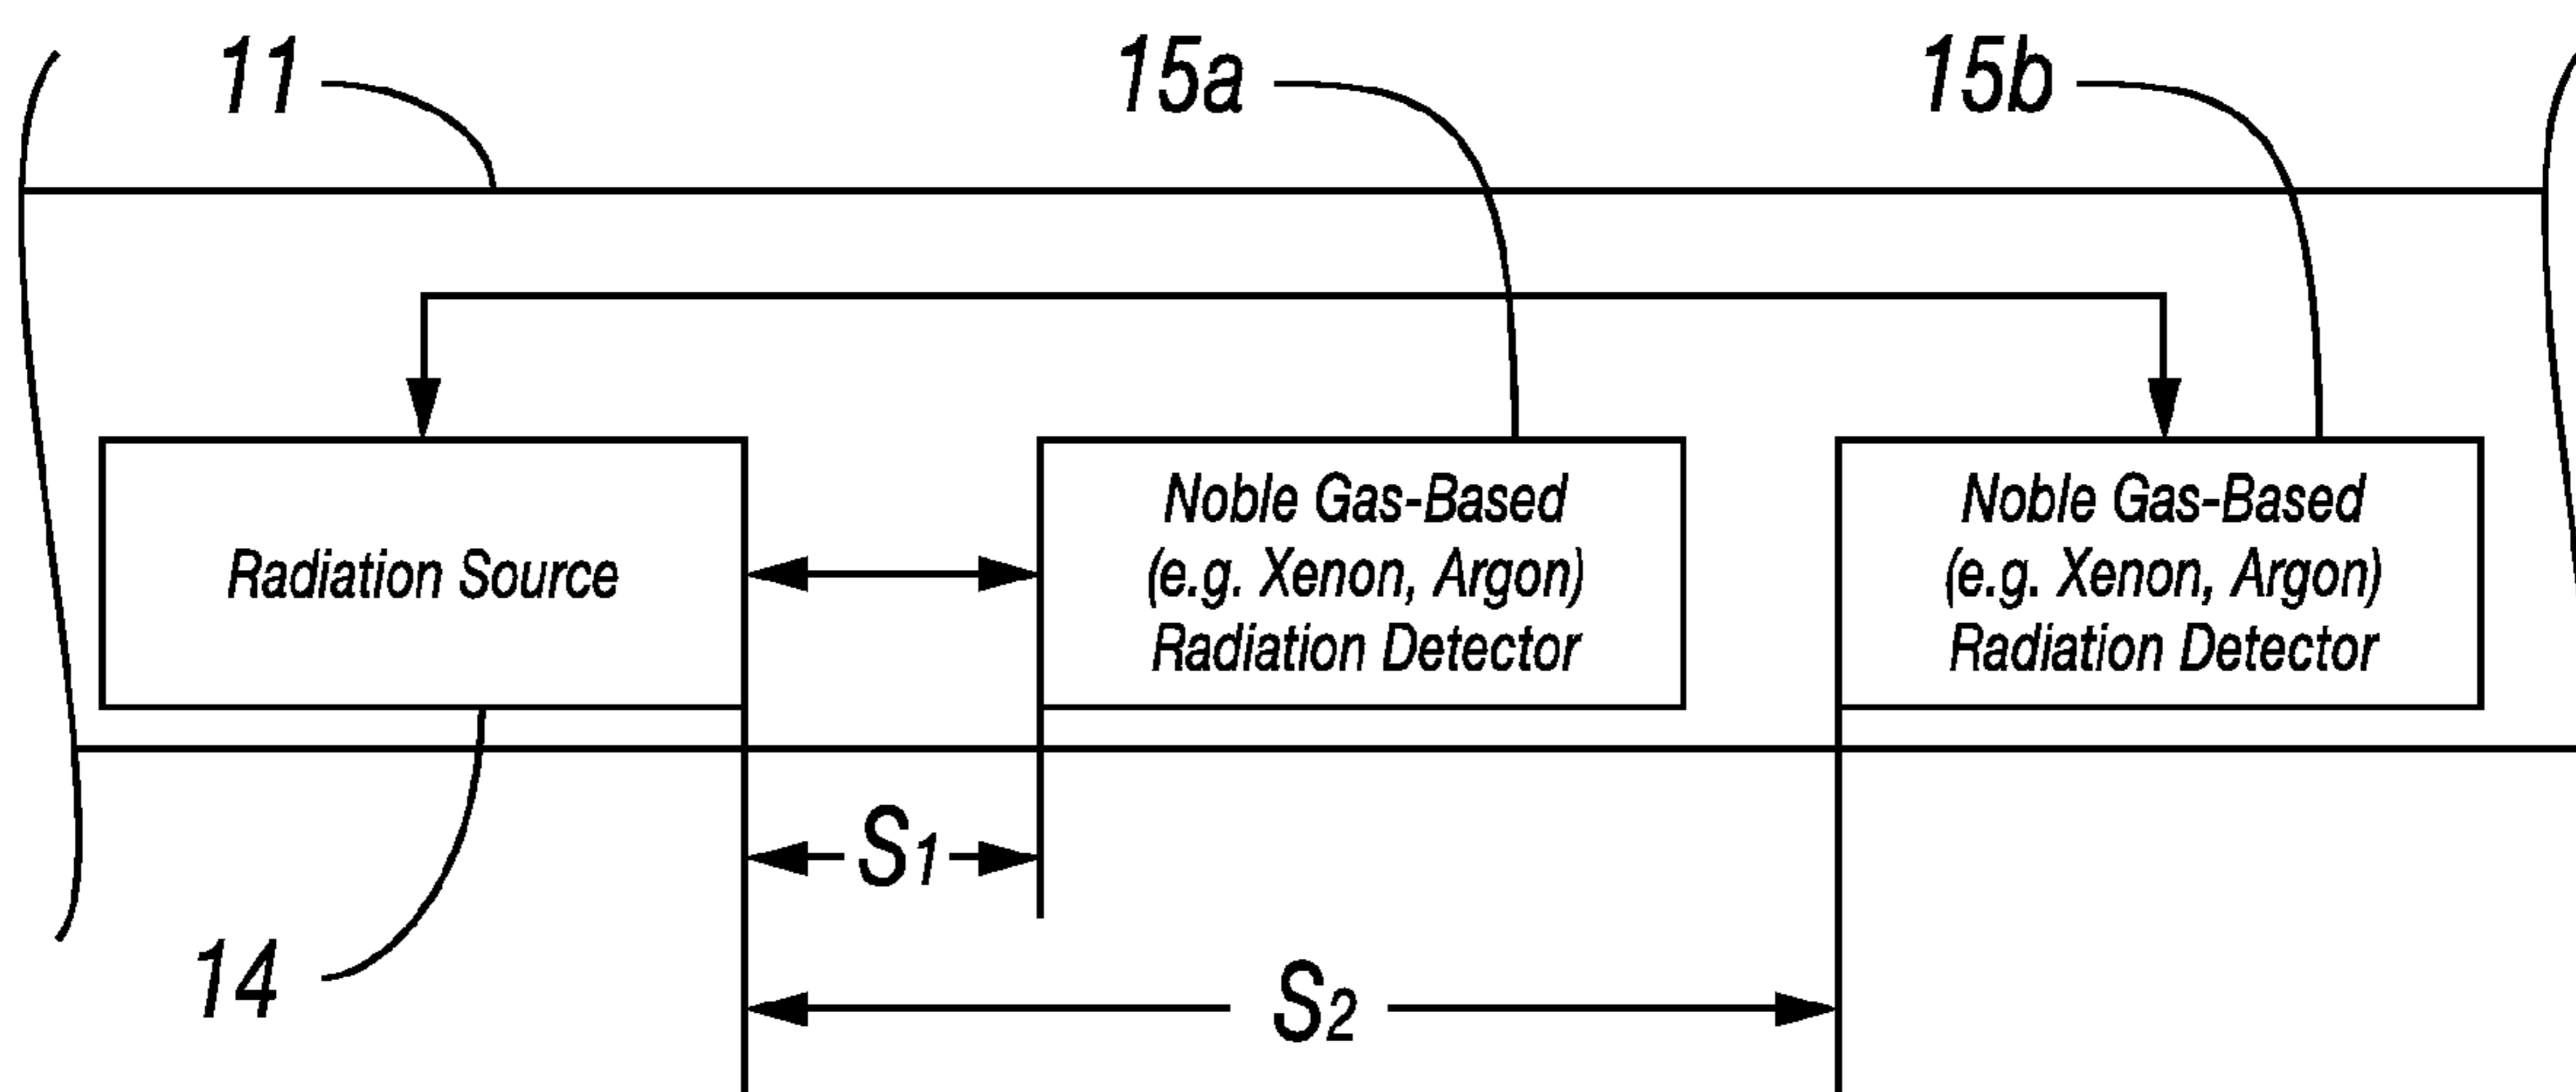 11
15a
15b
Radiation Source
Noble Gas-Based
(e.g. Xenon, Argon)
Radiation Detector
Noble Gas-Based
(e.g. Xenon, Argon)
Radiation Detector
S1
14
S2